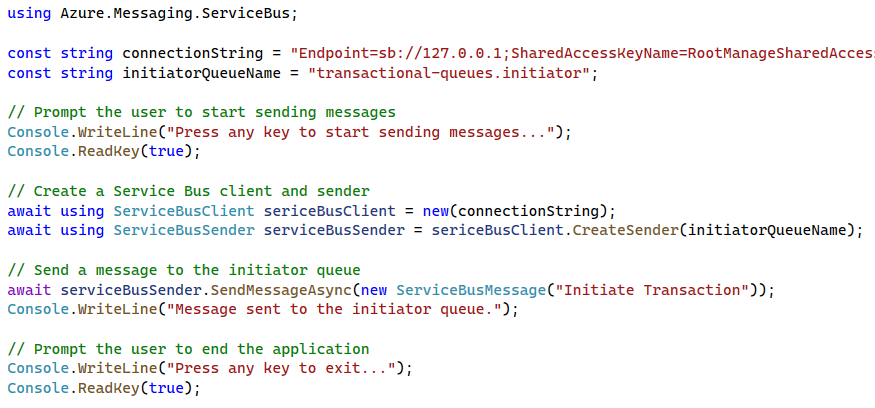 using Azure.Messaging.ServiceBus;

const string connectionString = "Endpoint=sb://127.0.0.1;SharedAccessKeyName=RootManageSharedAcces
const string initiatorQueueName = "transactional-queues.initiator";

// Prompt the user to start sending messages
Console.WriteLine("Press any key to start sending messages...");
Console.ReadKey(true);

// Create a Service Bus client and sender
await using ServiceBusClient sericeBusClient = new(connectionString);
await using ServiceBusSender serviceBusSender = sericeBusClient.CreateSender(initiatorQueueName);

// Send a message to the initiator queue
await serviceBusSender.SendMessageAsync(new ServiceBusMessage("Initiate Transaction"));
Console.WriteLine("Message sent to the initiator queue.");

// Prompt the user to end the application
Console.WriteLine("Press any key to exit...");
Console.ReadKey(true);